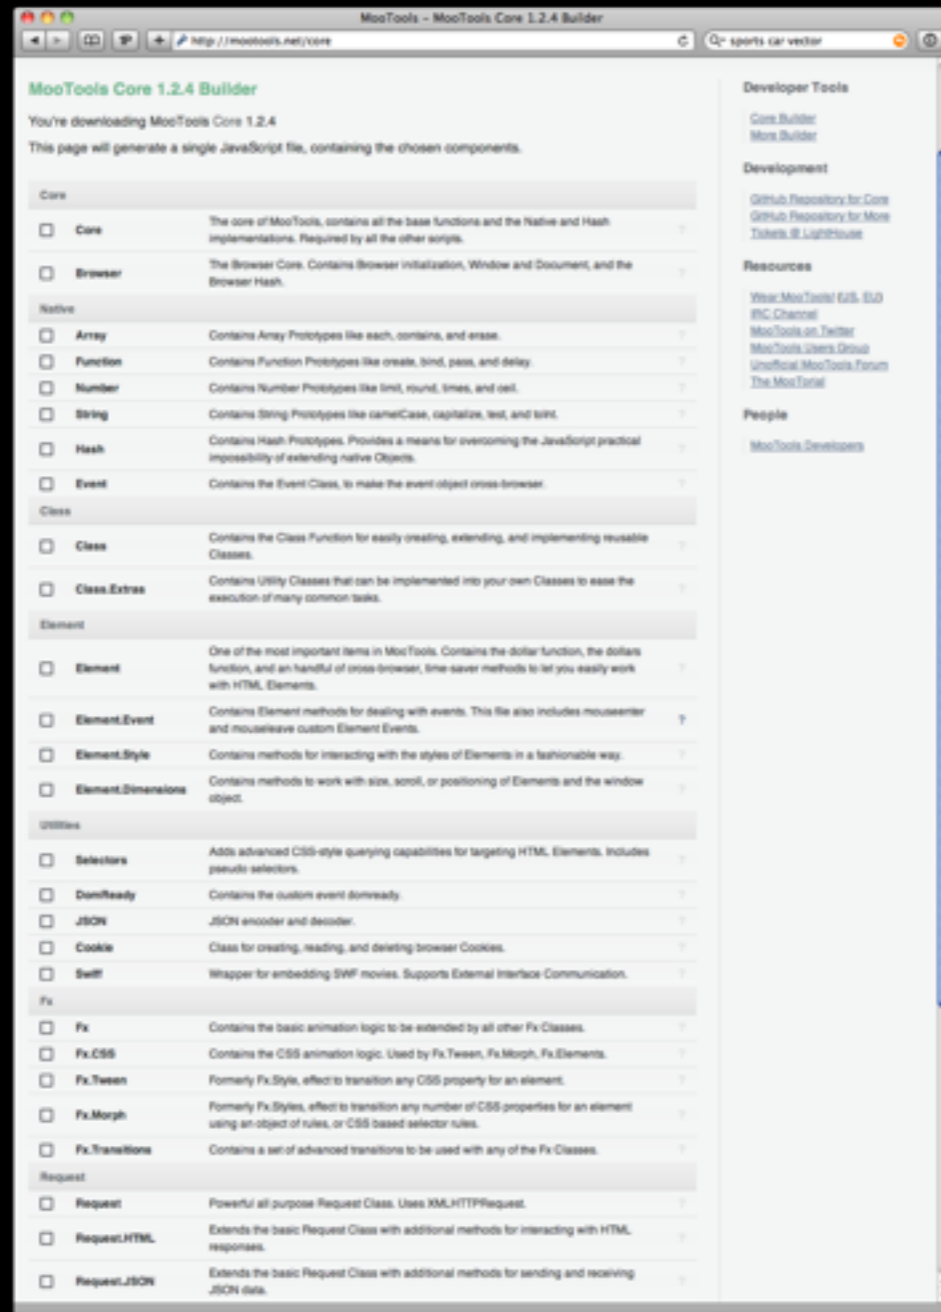 MooTools – MooTools Core 1.2.4 Builder
http://mootools.net/core
sports car vector
MooTools Core 1.2.4 Builder
You're downloading MooTools Core 1.2.4
This page will generate a single JavaScript file, containing the chosen components.
Core
Core
The core of MooTools, contains all the base functions and the Native and Hash
implementations. Required by all the other scripts.
Browser
The Browser Core. Contains Browser initialization, Window and Document, and the
Browser Hash.
Native
Array
Contains Array Prototypes like each, contains, and erase.
Function
Contains Function Prototypes like create, bind, pass, and delay.
Number
Contains Number Prototypes like limit, round, times, and ceil.
String
Contains String Prototypes like camelCase, capitalize, test, and toInt.
Hash
Contains Hash Prototypes. Provides a means for overcoming the JavaScript practical
impossibility of extending native Objects.
Event
Contains the Event Class, to make the event object cross-browser.
Class
Class
Contains the Class Function for easily creating, extending, and implementing reusable
Classes.
Class.Extras
Contains Utility Classes that can be implemented into your own Classes to ease the
execution of many common tasks.
Element
Element
One of the most important items in MooTools. Contains the dollar function, the dollars
function, and an handful of cross-browser, time-saver methods to let you easily work
with HTML Elements.
Element.Event
Contains Element methods for dealing with events. This file also includes mouseenter
and mouseleave custom Element Events.
?
Element.Style
Contains methods for interacting with the styles of Elements in a fashionable way.
Element.Dimensions
Contains methods to work with size, scroll, or positioning of Elements and the window
object.
Utilities
Selectors
Adds advanced CSS-style querying capabilities for targeting HTML Elements. Includes
pseudo selectors.
DomReady
Contains the custom event domready.
JSON
JSON encoder and decoder.
Cookie
Class for creating, reading, and deleting browser Cookies.
Swiff
Wrapper for embedding SWF movies. Supports External Interface Communication.
Fx
Fx
Contains the basic animation logic to be extended by all other Fx Classes.
Fx.CSS
Contains the CSS animation logic. Used by Fx.Tween, Fx.Morph, Fx.Elements.
Fx.Tween
Formerly Fx.Style, effect to transition any CSS property for an element.
Fx.Morph
Formerly Fx.Styles, effect to transition any number of CSS properties for an element
using an object of rules, or CSS based selector rules.
Fx.Transitions
Contains a set of advanced transitions to be used with any of the Fx Classes.
Request
Request
Powerful all purpose Request Class. Uses XMLHTTPRequest.
Request.HTML
Extends the basic Request Class with additional methods for interacting with HTML
responses.
Request.JSON
Extends the basic Request Class with additional methods for sending and receiving
JSON data.
Developer Tools
Core Builder
More Builder
Development
GitHub Repository for Core
GitHub Repository for More
Tickets @ LightHouse
Resources
Wear MooTools! (US, EU)
IRC Channel
MooTools on Twitter
MooTools Users Group
Unofficial MooTools Forum
The MooTorial
People
MooTools Developers